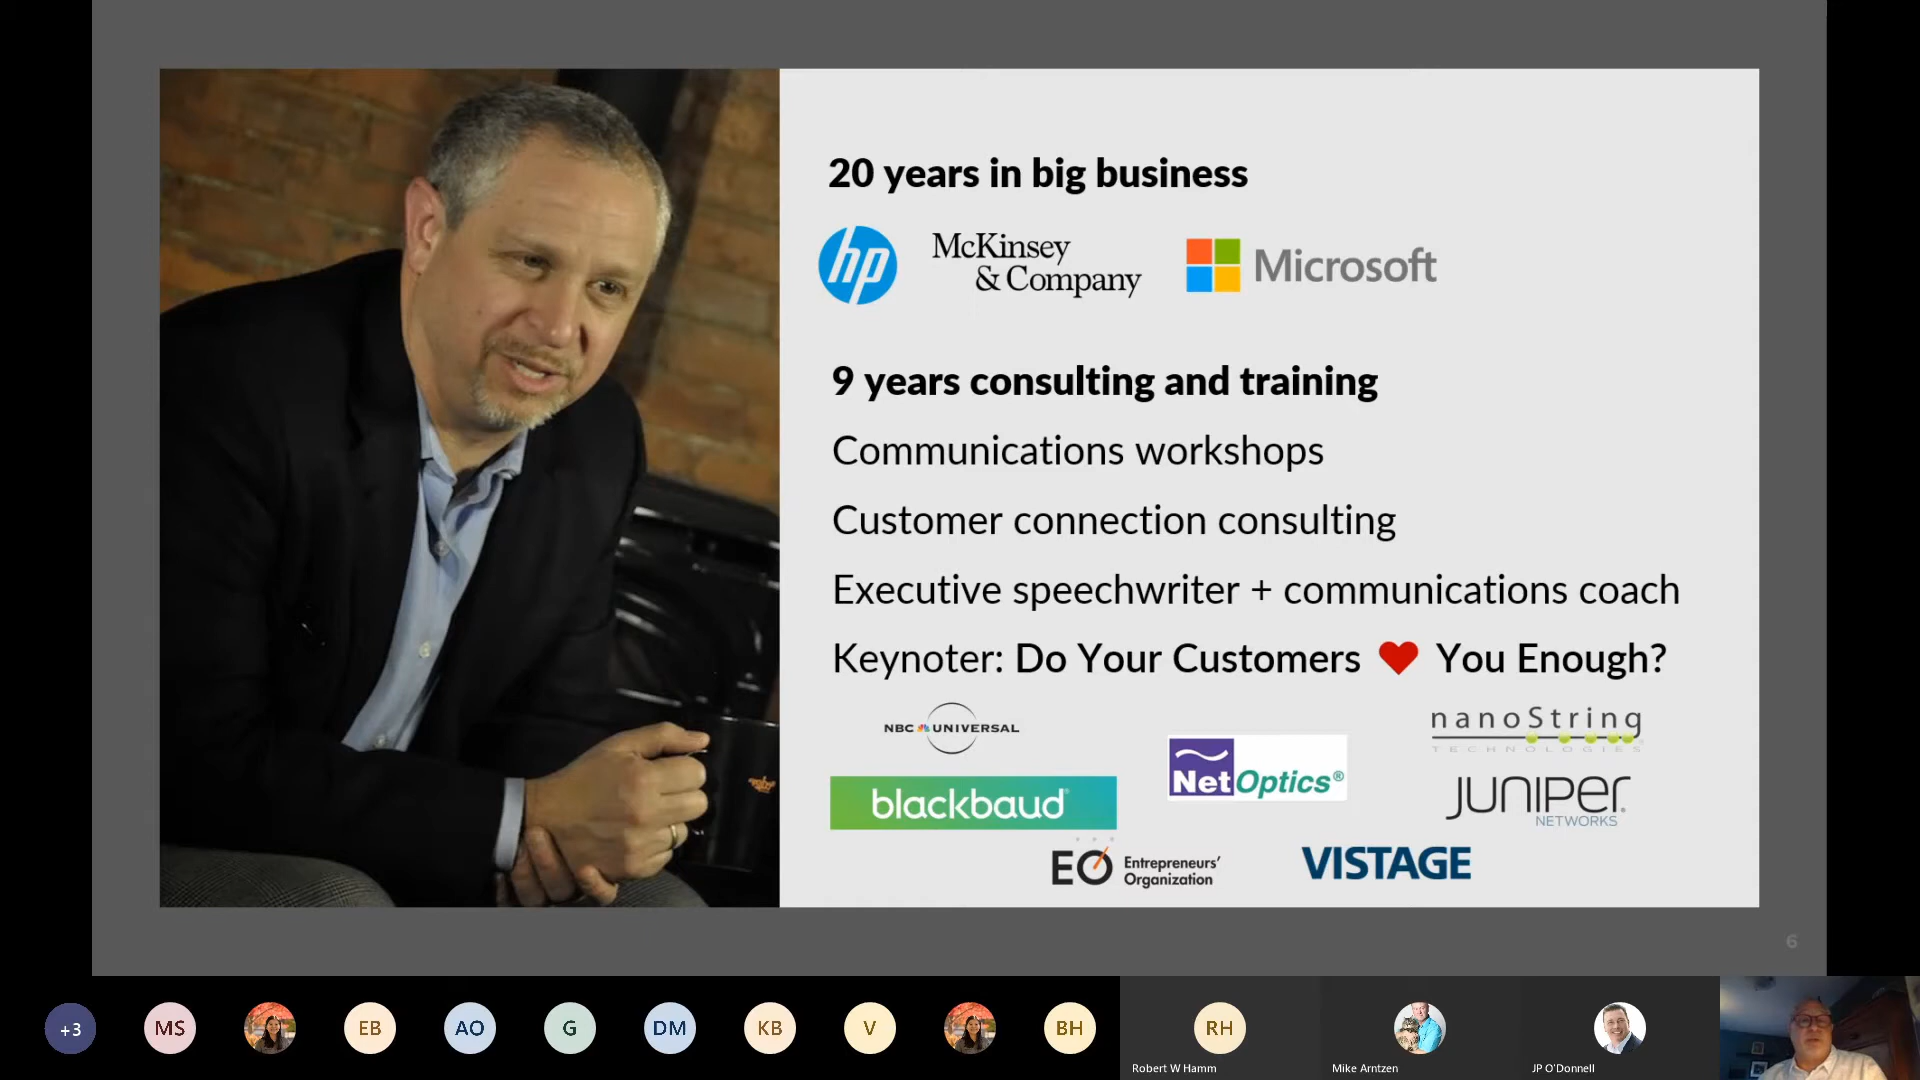 20 years in big business
hp
McKinsey
& Company
Microsoft
9 years consulting and training
Communications workshops
Customer connection consulting
Executive speechwriter + communications coach
Keynoter: Do Your Customers ❤ You Enough?
NBC UNIVERSAL
nanoString
TECHNOLOGIES®
NetOptics®
blackbaud®
JUNIPEr®
NETWORKS
EO Entrepreneurs'
Organization
VISTAGE
6
+3
MS
EB
AO
G
DM
KB
V
BH
RH
Robert W Hamm
Mike Arntzen
JP O'Donnell